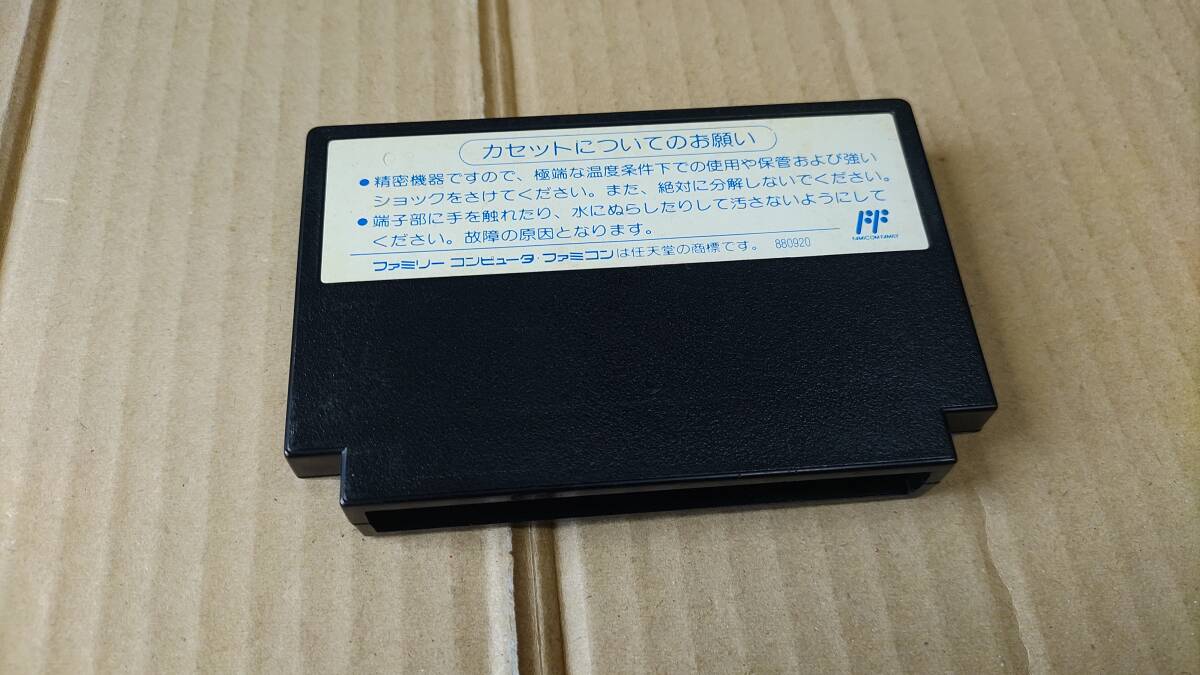 カセットについてのお願い
●精密機器ですので、極端な温度条件下での使用や保管および強い
ショックをさけてください。また、絶対に分解しないでください。
●端子部に手を触れたり、水にぬらしたりして汚さないようにして
ください。故障の原因となります。
ファミリー コンピュータ・ファミコンは任天堂の商標です。 880920
FF
FAMICOM FAMILY